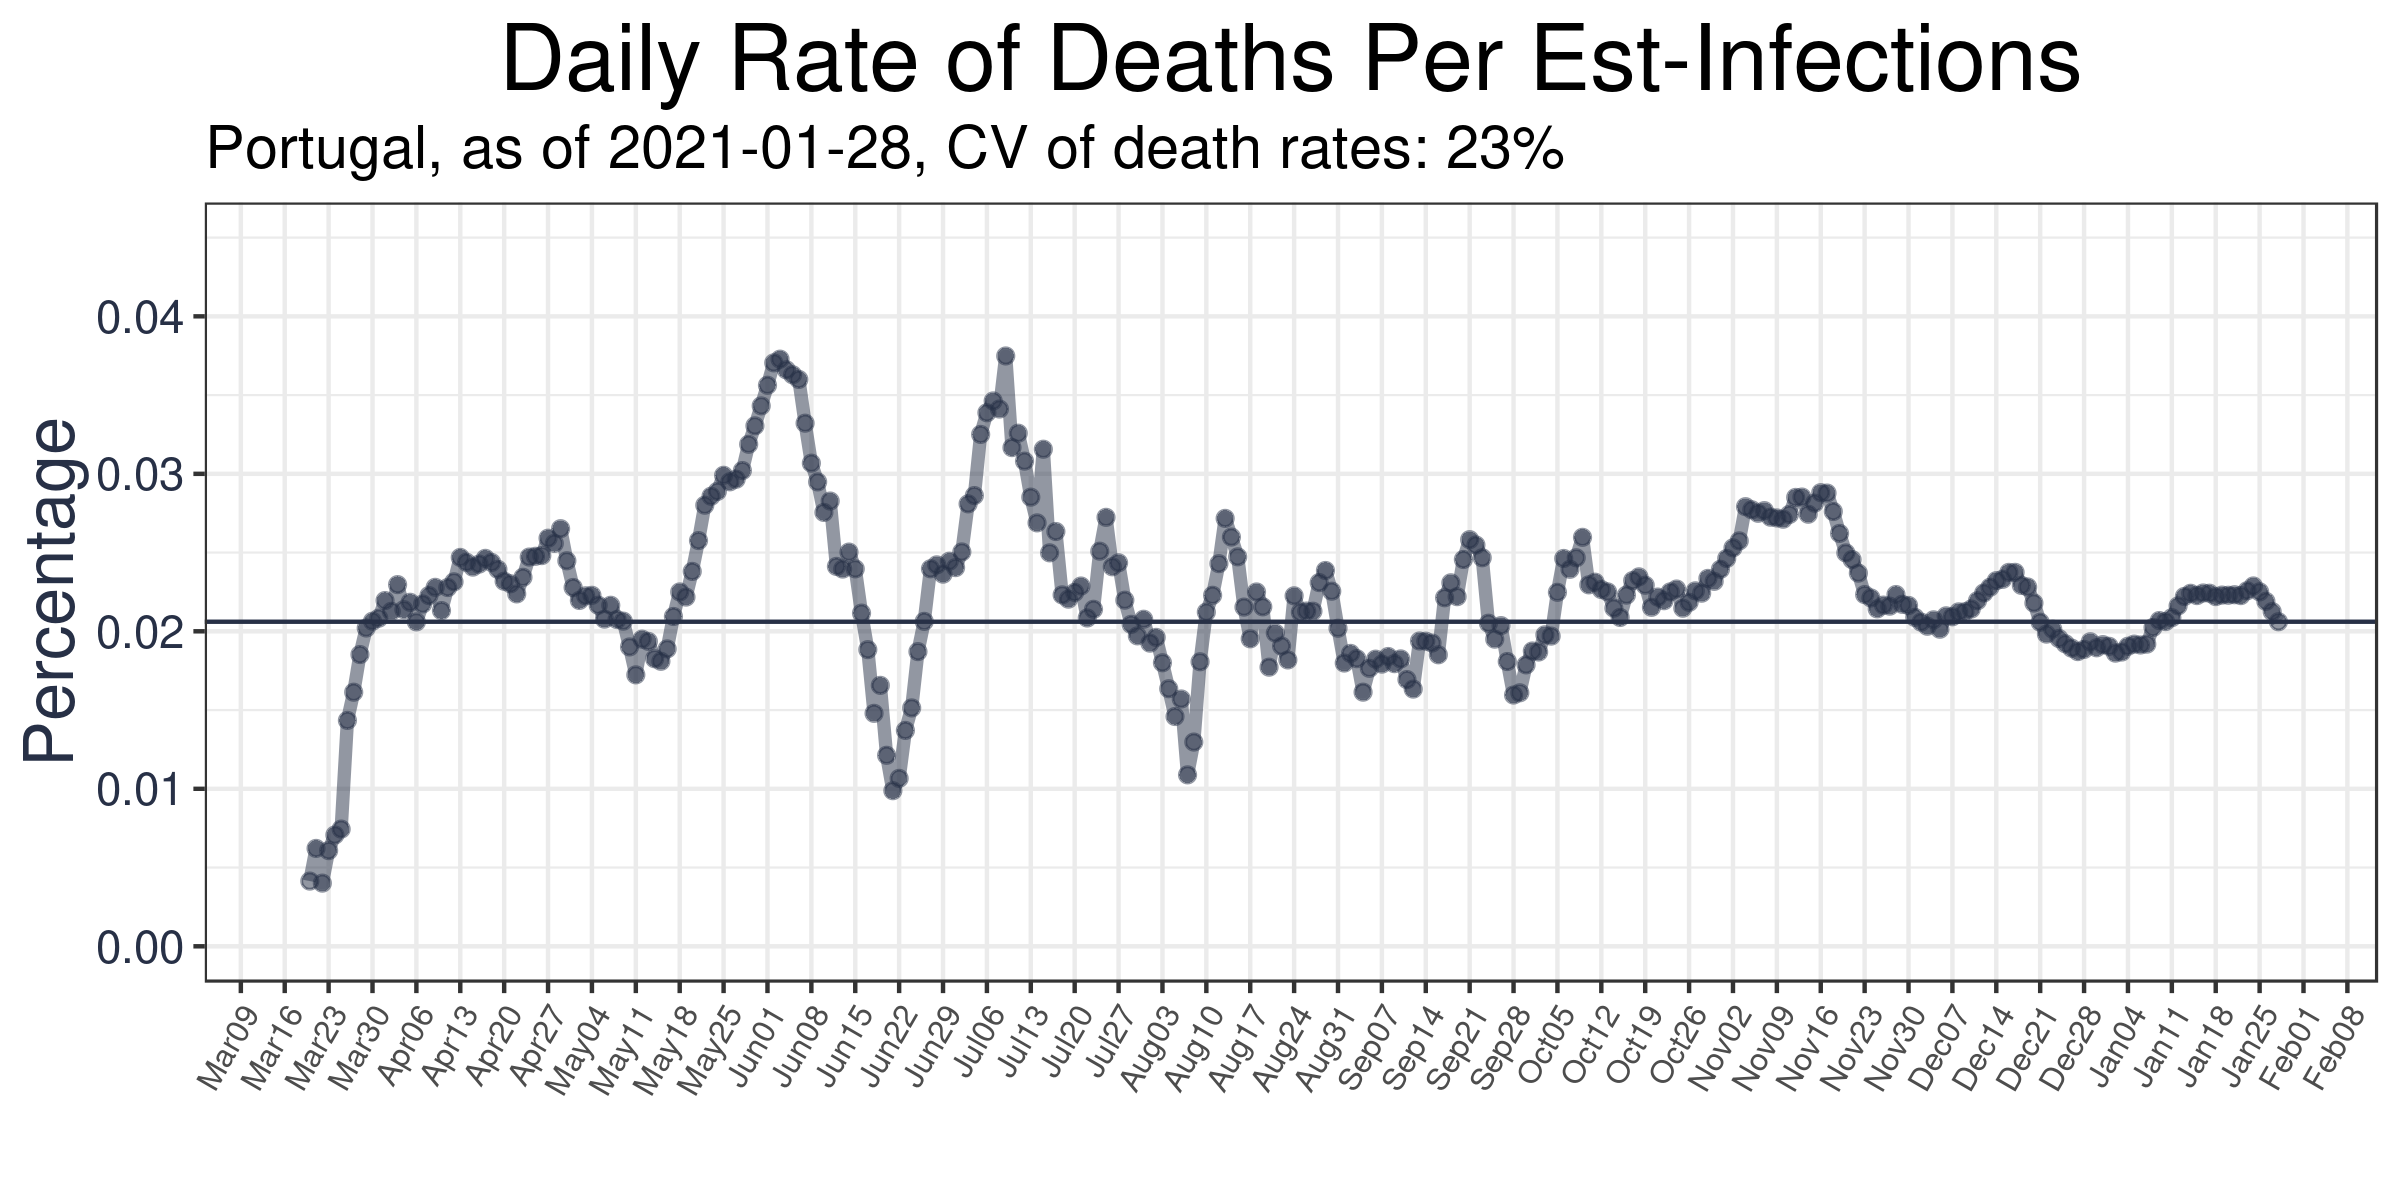 Daily Rate of Deaths Per Est-Infections
Portugal, as of 2021-01-28, CV of death rates: 23%
Percentage
0.04
0.03
0.02
0.01
0.00
Mar09
Mar16
Mar23
Mar30
Apr06
Apr13
Apr20
Apr27
May04
May11
May18
May25
Jun01
Jun08
Jun15
Jun22
Jun29
Jul06
Jul13
Jul20
Jul27
Aug03
Aug10
Aug17
Aug24
Aug31
Sep07
Sep14
Sep21
Sep28
Oct05
Oct12
Oct19
Oct26
Nov02
Nov09
Nov16
Nov23
Nov30
Dec07
Dec14
Dec21
Dec28
Jan04
Jan11
Jan18
Jan25
Feb01
Feb08